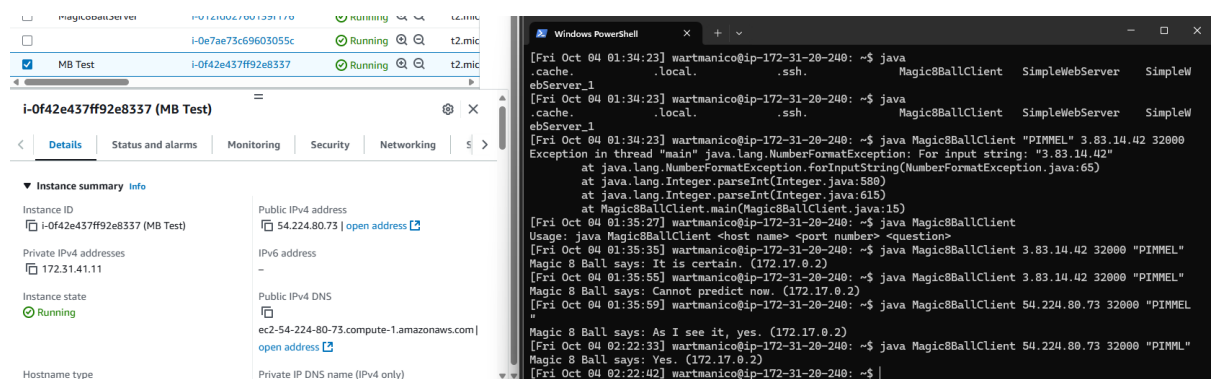 Magic8BallServer i-012fd02760159f176 Running t2.mic
i-0e7ae73c69603055c Running t2.mic
MB Test i-0f42e437ff92e8337 Running t2.mic
i-0f42e437ff92e8337 (MB Test)
Details Status and alarms Monitoring Security Networking S
Instance summary Info
Instance ID
i-0f42e437ff92e8337 (MB Test)
Public IPv4 address
54.224.80.73 | open address
Private IPv4 addresses
172.31.41.11
IPv6 address
–
Instance state
Running
Public IPv4 DNS
ec2-54-224-80-73.compute-1.amazonaws.com |
open address
Hostname type
Private IP DNS name (IPv4 only)
Windows PowerShell
[Fri Oct 04 01:34:23] wartmanico@ip-172-31-20-240: ~$ java
.cache. .local. .ssh. Magic8BallClient SimpleWebServer SimpleW
ebServer_1
[Fri Oct 04 01:34:23] wartmanico@ip-172-31-20-240: ~$ java
.cache. .local. .ssh. Magic8BallClient SimpleWebServer SimpleW
ebServer_1
[Fri Oct 04 01:34:23] wartmanico@ip-172-31-20-240: ~$ java Magic8BallClient "PIMMEL" 3.83.14.42 32000
Exception in thread "main" java.lang.NumberFormatException: For input string: "3.83.14.42"
at java.lang.NumberFormatException.forInputString(NumberFormatException.java:65)
at java.lang.Integer.parseInt(Integer.java:580)
at java.lang.Integer.parseInt(Integer.java:615)
at Magic8BallClient.main(Magic8BallClient.java:15)
[Fri Oct 04 01:35:27] wartmanico@ip-172-31-20-240: ~$ java Magic8BallClient
Usage: java Magic8BallClient <host name> <port number> <question>
[Fri Oct 04 01:35:35] wartmanico@ip-172-31-20-240: ~$ java Magic8BallClient 3.83.14.42 32000 "PIMMEL"
Magic 8 Ball says: It is certain. (172.17.0.2)
[Fri Oct 04 01:35:55] wartmanico@ip-172-31-20-240: ~$ java Magic8BallClient 3.83.14.42 32000 "PIMMEL"
Magic 8 Ball says: Cannot predict now. (172.17.0.2)
[Fri Oct 04 01:35:59] wartmanico@ip-172-31-20-240: ~$ java Magic8BallClient 54.224.80.73 32000 "PIMMEL
"
Magic 8 Ball says: As I see it, yes. (172.17.0.2)
[Fri Oct 04 02:22:33] wartmanico@ip-172-31-20-240: ~$ java Magic8BallClient 54.224.80.73 32000 "PIMML"
Magic 8 Ball says: Yes. (172.17.0.2)
[Fri Oct 04 02:22:42] wartmanico@ip-172-31-20-240: ~$